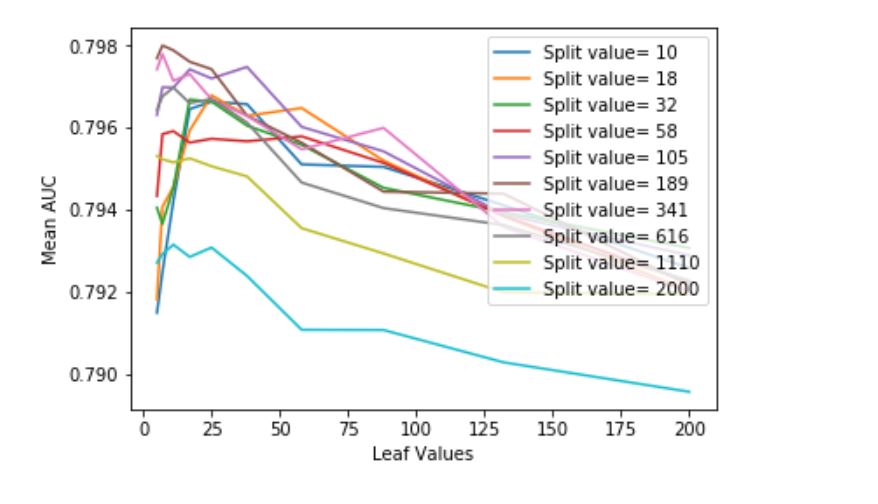 0.798
0.796
0.794
0.792
0.790
Mean AUC
Split value= 10
Split value= 18
Split value= 32
Split value= 58
Split value= 105
Split value= 189
Split value= 341
Split value= 616
Split value= 1110
Split value= 2000
0 25 50 75 100 125 150 175 200
Leaf Values